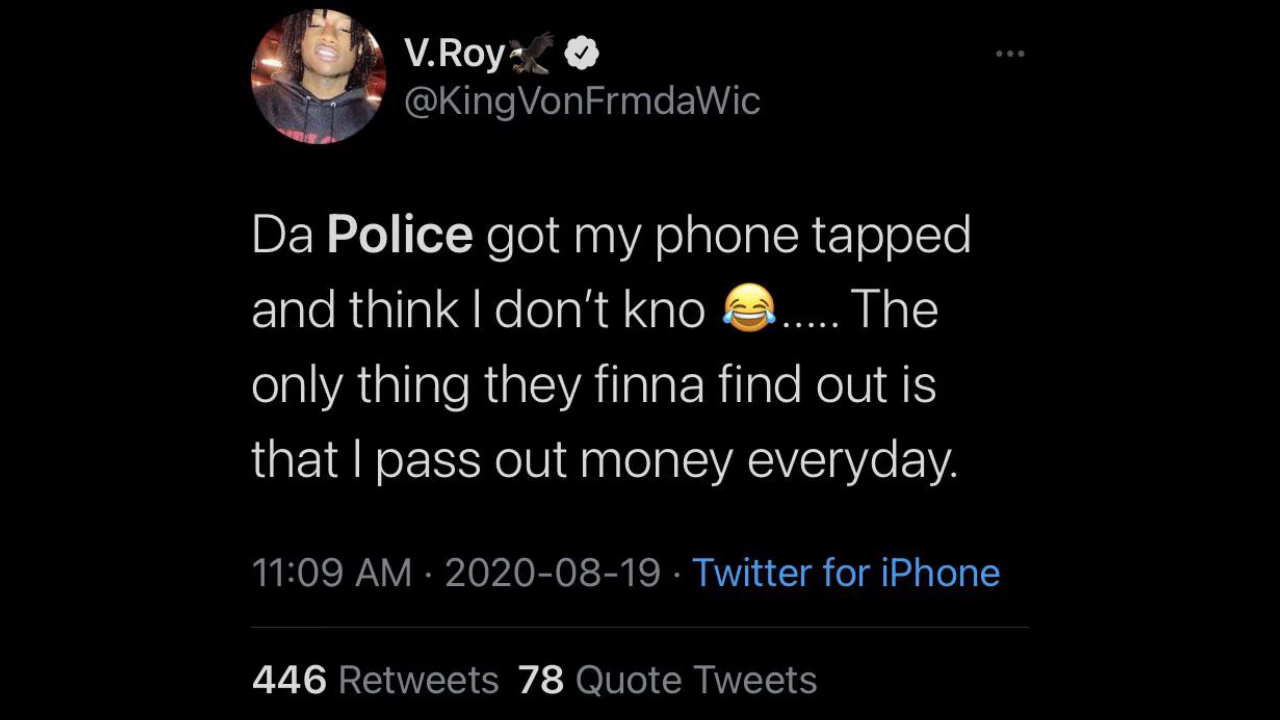 V.Roy🦅
@KingVonFrmdaWic
Da Police got my phone tapped
and think I don’t kno 😂..... The
only thing they finna find out is
that I pass out money everyday.
11:09 AM · 2020-08-19 · Twitter for iPhone
446 Retweets 78 Quote Tweets